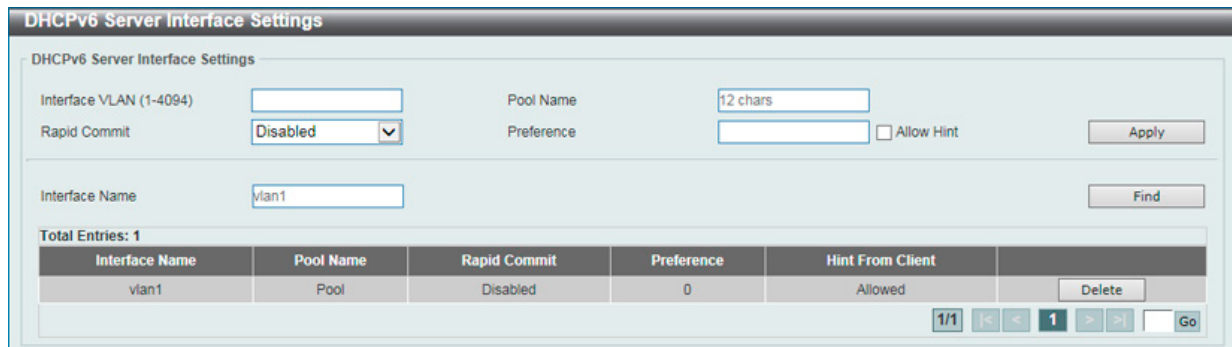 DHCPv6 Server Interface Settings
DHCPv6 Server Interface Settings
Interface VLAN (1-4094) Pool Name 12 chars
Rapid Commit Disabled Preference Allow Hint Apply
Interface Name vlan1 Find
Total Entries: 1
Interface Name Pool Name Rapid Commit Preference Hint From Client
vlan1 Pool Disabled 0 Allowed Delete
1/1 |< < 1 > >| Go